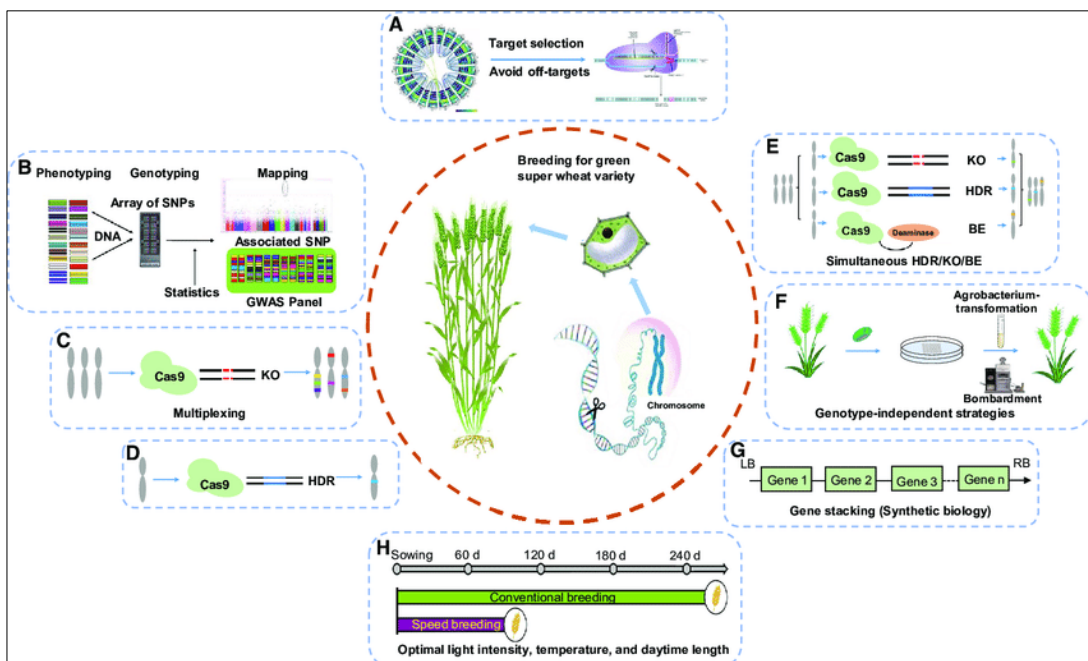 A
Target selection
Avoid off-targets
B
Phenotyping
Genotyping
Mapping
Array of SNPs
DNA
Associated SNP
Statistics
GWAS Panel
C
Cas9
KO
Multiplexing
D
Cas9
HDR
Breeding for green
super wheat variety
Chromosome
E
Cas9
KO
Cas9
HDR
Cas9
Deaminase
BE
Simultaneous HDR/KO/BE
F
Agrobacterium-
transformation
Bombardment
Genotype-independent strategies
G
LB
RB
Gene 1
Gene 2
Gene 3
Gene n
Gene stacking (Synthetic biology)
H
Sowing
60 d
120 d
180 d
240 d
Conventional breeding
Speed breeding
Optimal light intensity, temperature, and daytime length